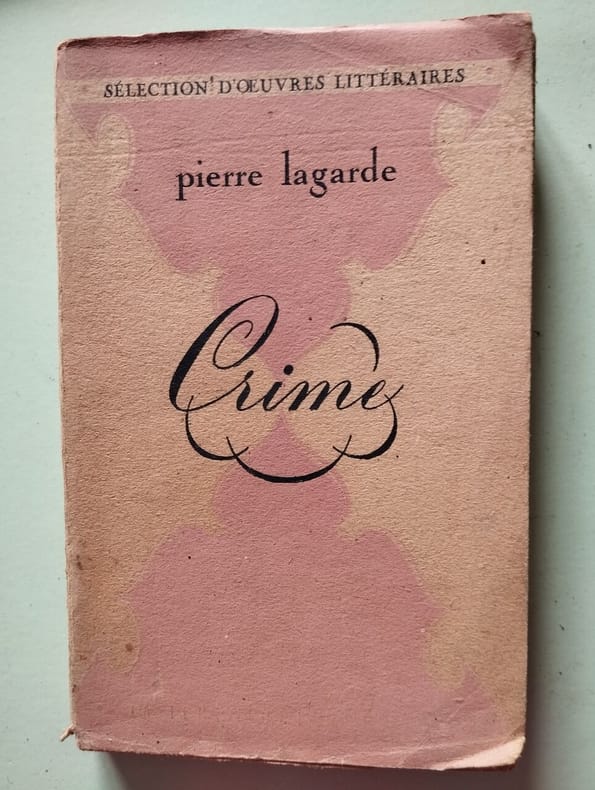 SÉLECTION D'ŒUVRES LITTÉRAIRES
pierre lagarde
Crime